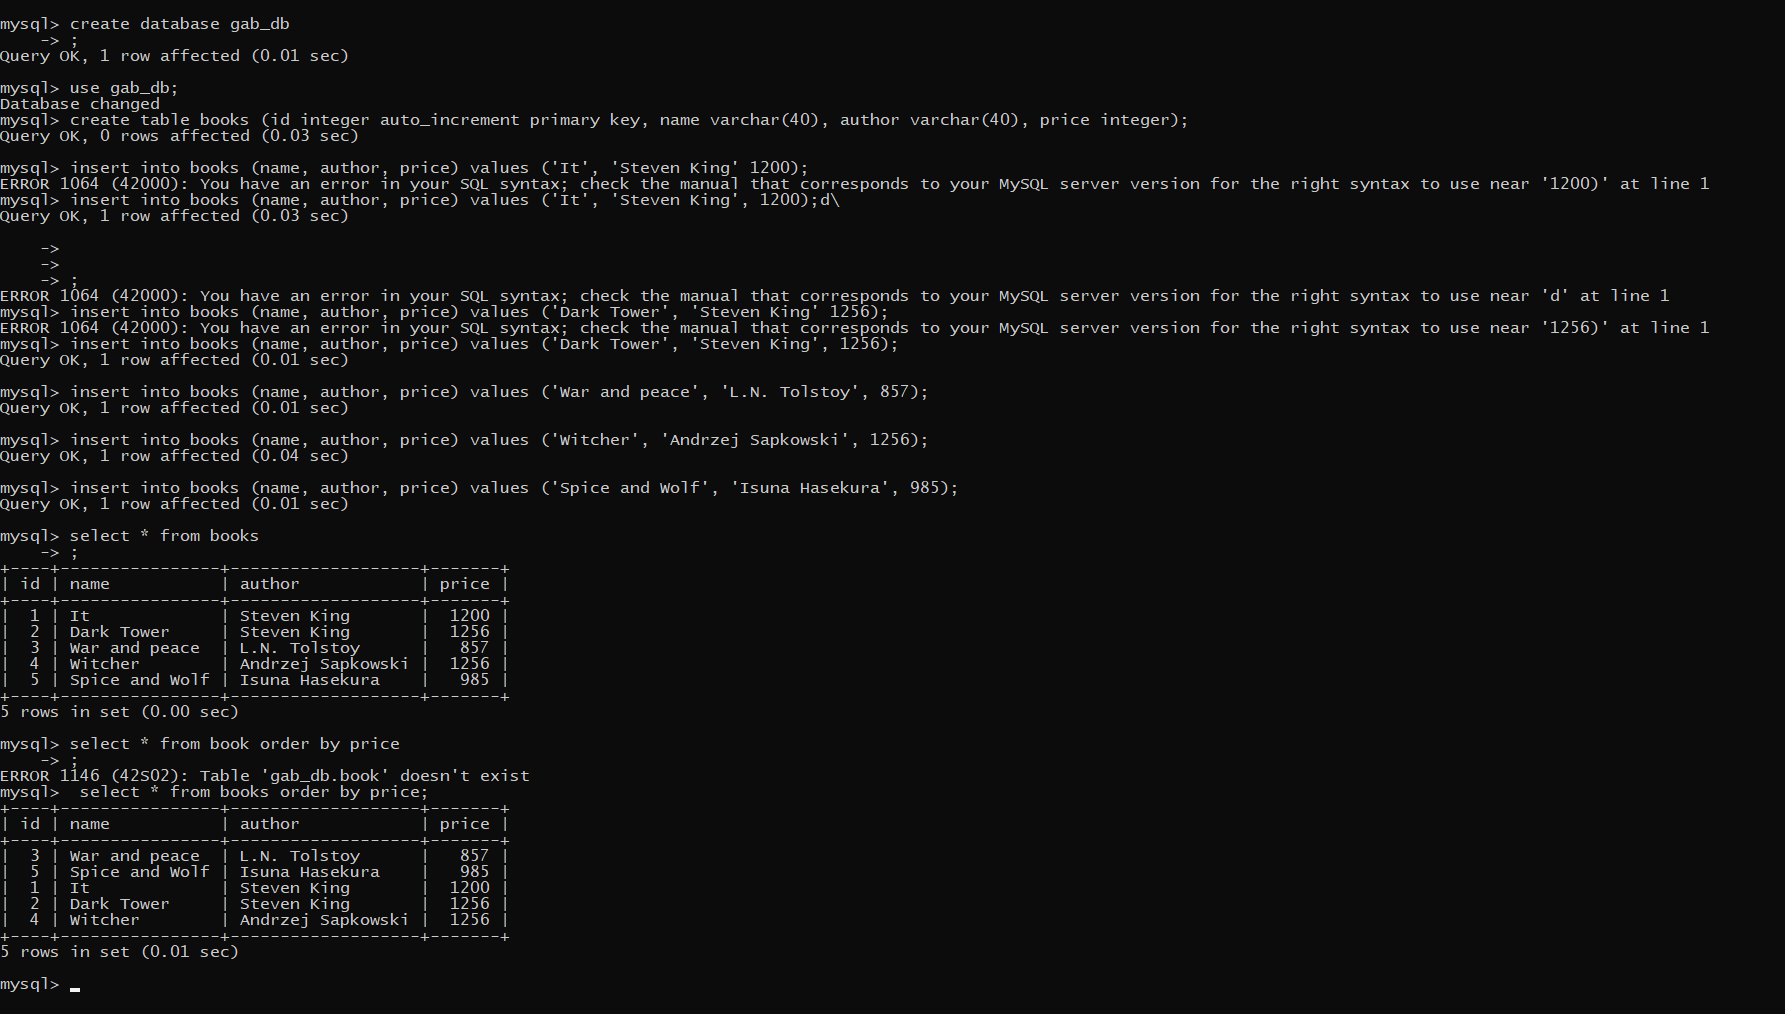 mysql> create database gab_db
    -> ;
Query OK, 1 row affected (0.01 sec)
mysql> use gab_db;
Database changed
mysql> create table books (id integer auto_increment primary key, name varchar(40), author varchar(40), price integer);
Query OK, 0 rows affected (0.03 sec)
mysql> insert into books (name, author, price) values ('It', 'Steven King' 1200);
ERROR 1064 (42000): You have an error in your SQL syntax; check the manual that corresponds to your MySQL server version for the right syntax to use near '1200)' at line 1
mysql> insert into books (name, author, price) values ('It', 'Steven King', 1200);d\
Query OK, 1 row affected (0.03 sec)
    ->
    ->
    -> ;
ERROR 1064 (42000): You have an error in your SQL syntax; check the manual that corresponds to your MySQL server version for the right syntax to use near 'd' at line 1
mysql> insert into books (name, author, price) values ('Dark Tower', 'Steven King' 1256);
ERROR 1064 (42000): You have an error in your SQL syntax; check the manual that corresponds to your MySQL server version for the right syntax to use near '1256)' at line 1
mysql> insert into books (name, author, price) values ('Dark Tower', 'Steven King', 1256);
Query OK, 1 row affected (0.01 sec)
mysql> insert into books (name, author, price) values ('War and peace', 'L.N. Tolstoy', 857);
Query OK, 1 row affected (0.01 sec)
mysql> insert into books (name, author, price) values ('Witcher', 'Andrzej Sapkowski', 1256);
Query OK, 1 row affected (0.04 sec)
mysql> insert into books (name, author, price) values ('Spice and Wolf', 'Isuna Hasekura', 985);
Query OK, 1 row affected (0.01 sec)
mysql> select * from books
    -> ;
+----+----------------+-------------------+-------+
| id | name           | author            | price |
+----+----------------+-------------------+-------+
|  1 | It             | Steven King       |  1200 |
|  2 | Dark Tower     | Steven King       |  1256 |
|  3 | War and peace  | L.N. Tolstoy      |   857 |
|  4 | Witcher        | Andrzej Sapkowski |  1256 |
|  5 | Spice and Wolf | Isuna Hasekura    |   985 |
+----+----------------+-------------------+-------+
5 rows in set (0.00 sec)
mysql> select * from book order by price
    -> ;
ERROR 1146 (42S02): Table 'gab_db.book' doesn't exist
mysql>  select * from books order by price;
+----+----------------+-------------------+-------+
| id | name           | author            | price |
+----+----------------+-------------------+-------+
|  3 | War and peace  | L.N. Tolstoy      |   857 |
|  5 | Spice and Wolf | Isuna Hasekura    |   985 |
|  1 | It             | Steven King       |  1200 |
|  2 | Dark Tower     | Steven King       |  1256 |
|  4 | Witcher        | Andrzej Sapkowski |  1256 |
+----+----------------+-------------------+-------+
5 rows in set (0.01 sec)
mysql> _